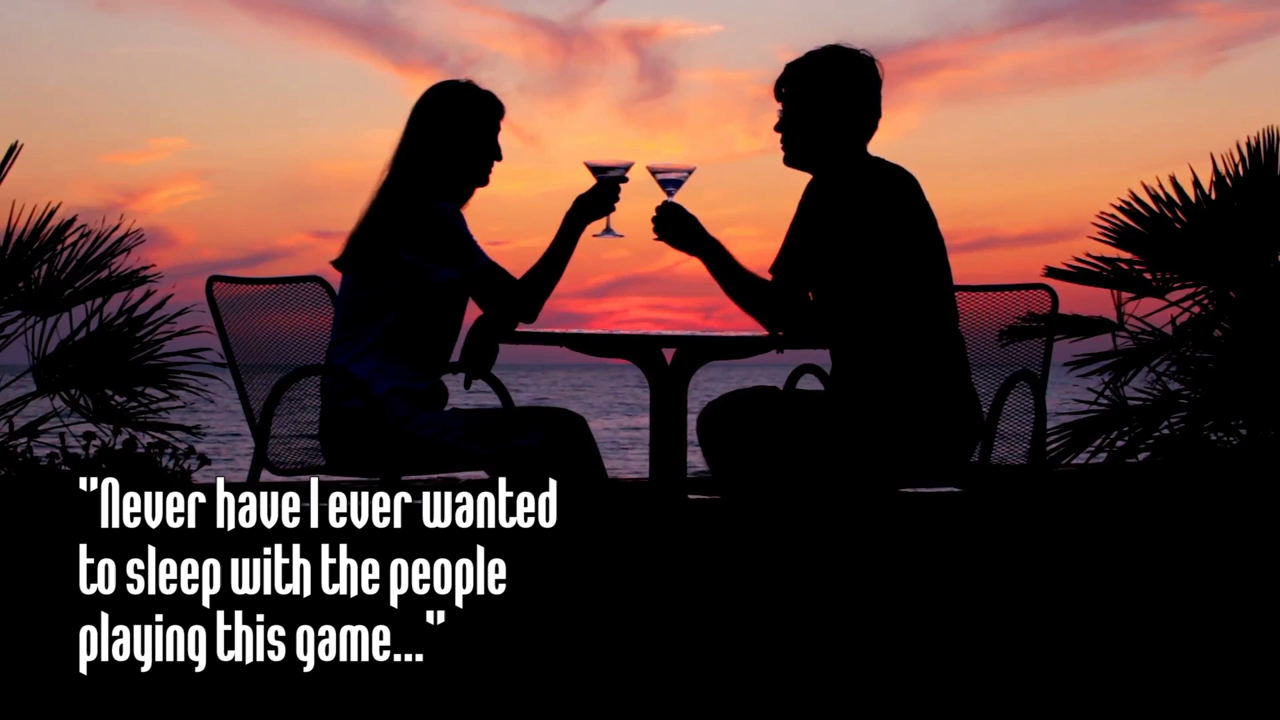 "Never have I ever wanted
to sleep with the people
playing this game..."